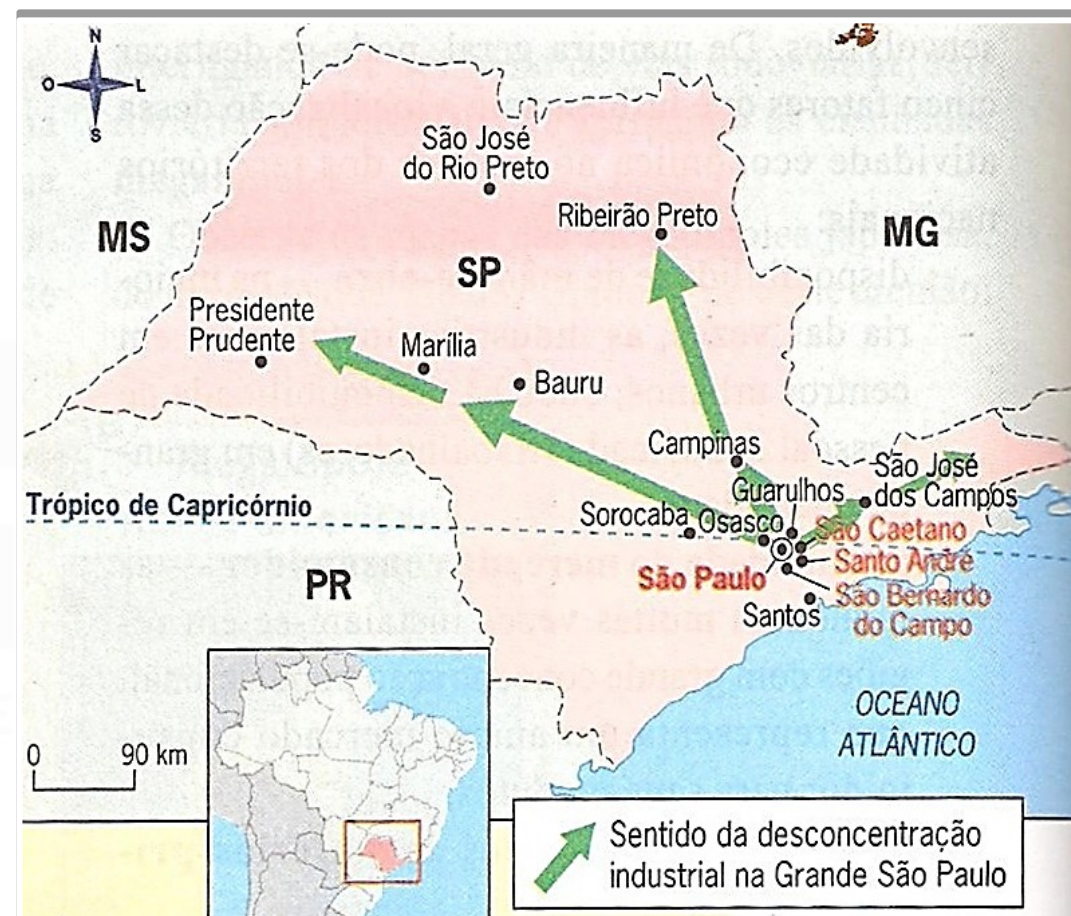 N
O
L
S
São José
do Rio Preto
Ribeirão Preto
MS
MG
SP
Presidente
Prudente
Marília
Bauru
Campinas
Guarulhos
São José
dos Campos
Trópico de Capricórnio
Sorocaba
Osasco
São Caetano
Santo André
São Paulo
São Bernardo
do Campo
Santos
PR
OCEANO
ATLÂNTICO
0
90 km
Sentido da desconcentração
industrial na Grande São Paulo